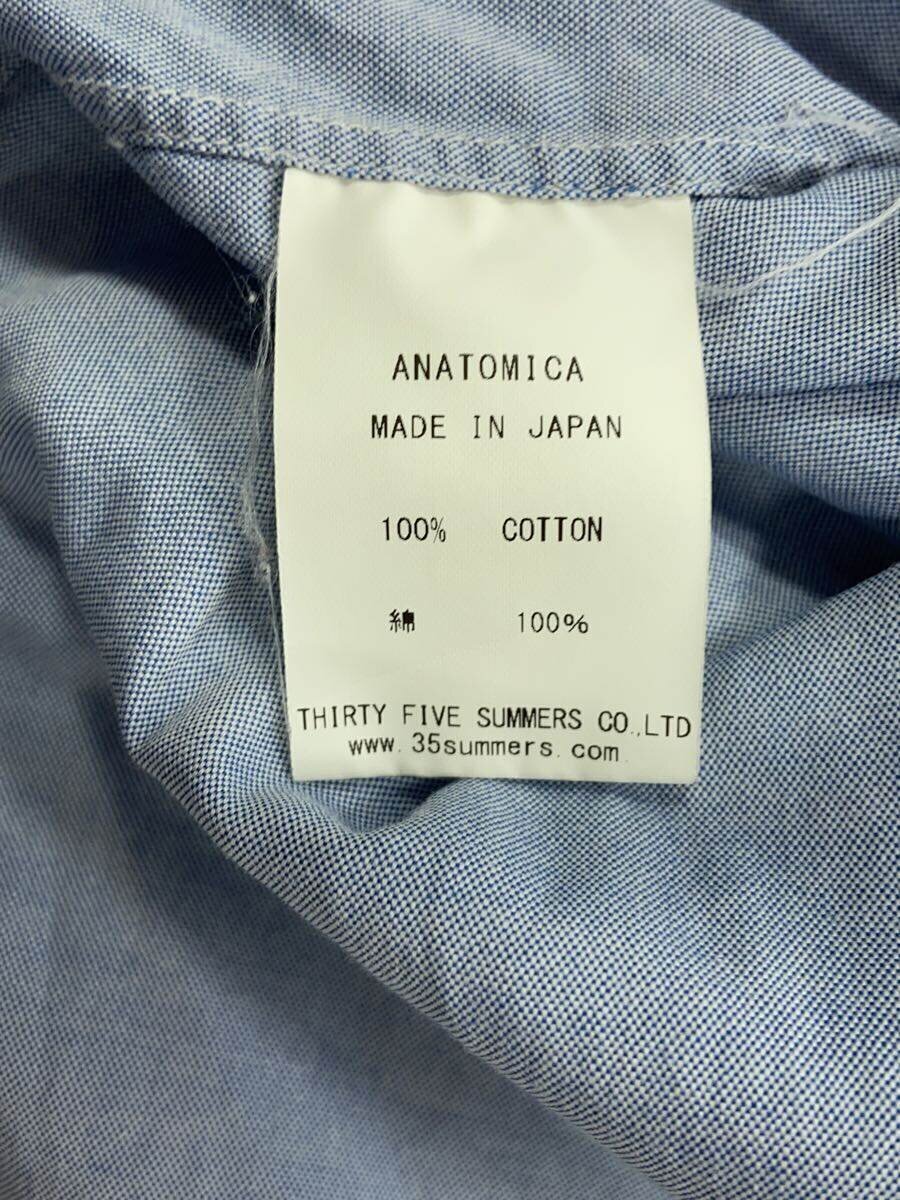 ANATOMICA
MADE IN JAPAN
100% COTTON
綿 100%
THIRTY FIVE SUMMERS CO.,LTD
www.35summers.com